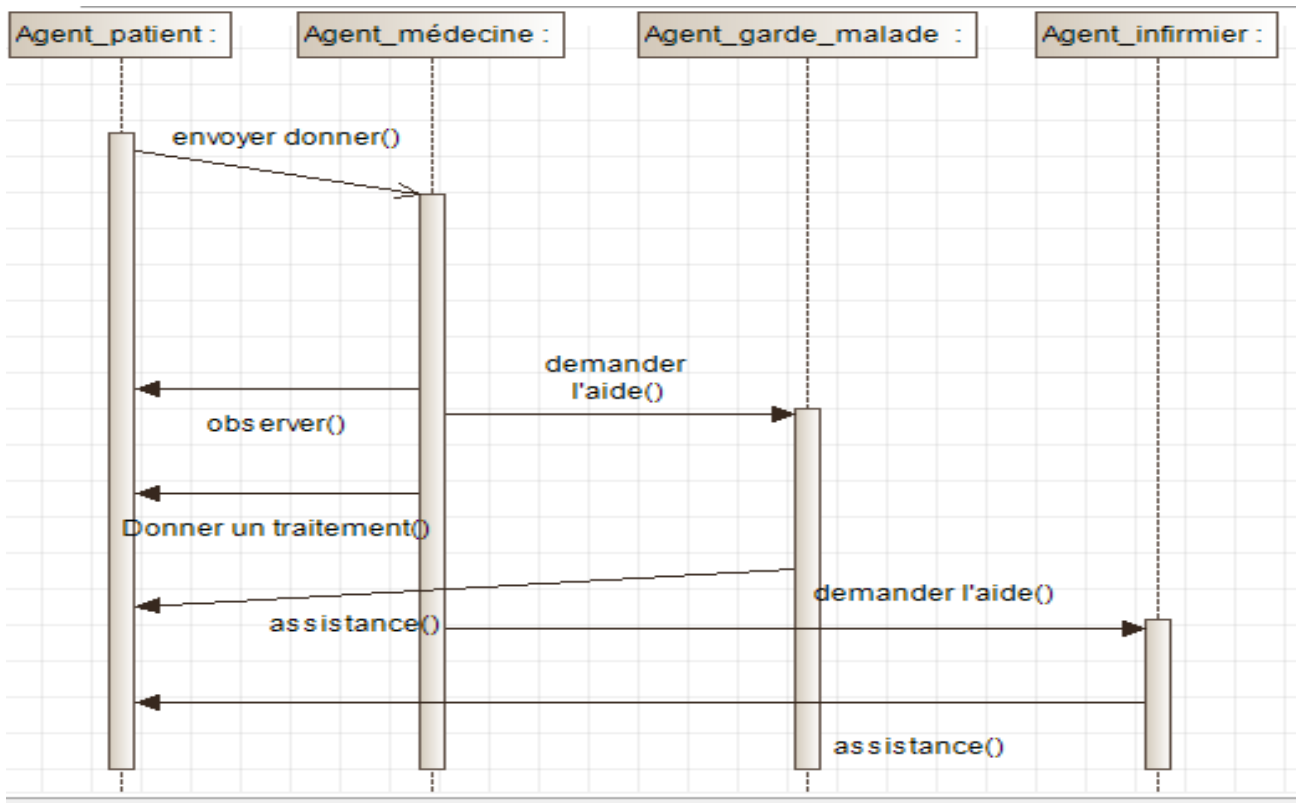 Agent_patient :
Agent_médecine :
Agent_garde_malade :
Agent_infirmier :
envoyer donner()
demander
l'aide()
observer()
Donner un traitement()
demander l'aide()
assistance()
assistance()